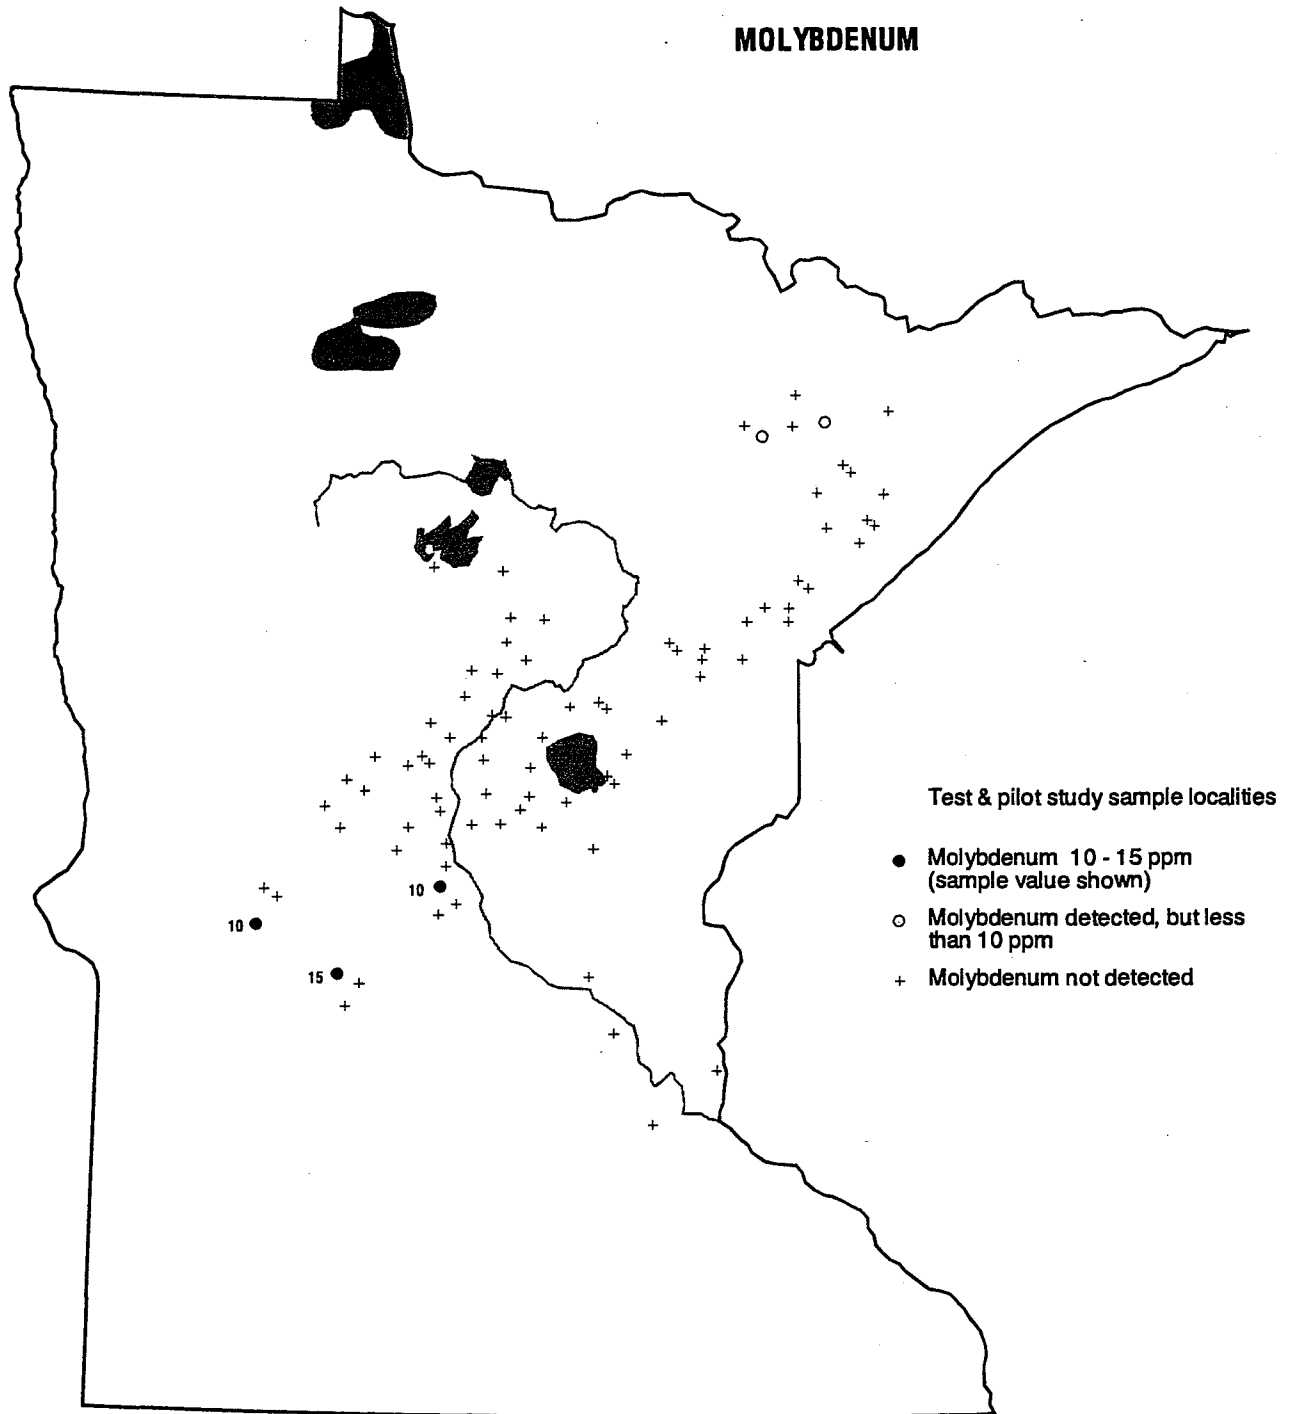 MOLYBDENUM
Test & pilot study sample localities
Molybdenum 10 - 15 ppm
(sample value shown)
10
Molybdenum detected, but less
than 10 ppm
10
15
Molybdenum not detected